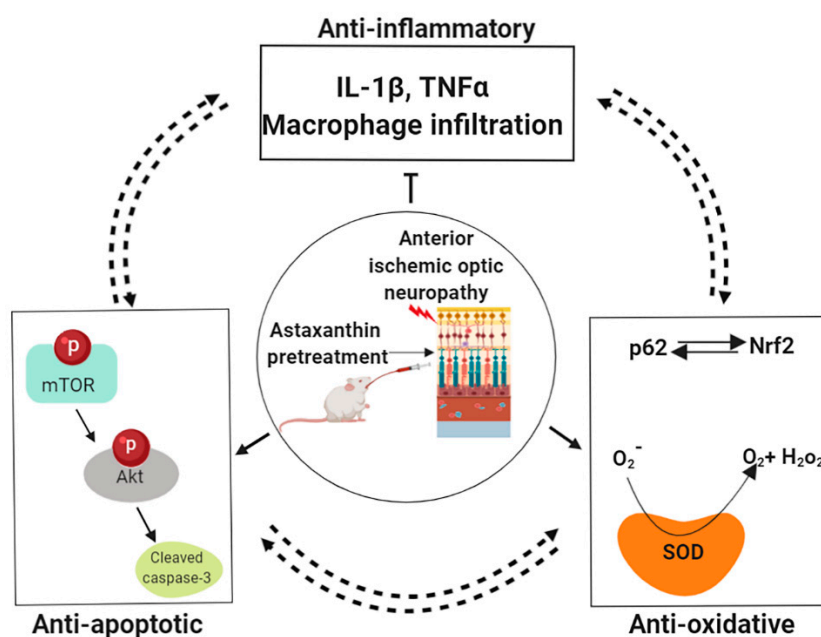 Anti-inflammatory
IL-1β, TNFα
Macrophage infiltration
Anterior
ischemic optic
neuropathy
Astaxanthin
pretreatment
p
mTOR
p
Akt
Cleaved
caspase-3
Anti-apoptotic
p62
Nrf2
O₂⁻
O₂+ H₂o₂
SOD
Anti-oxidative